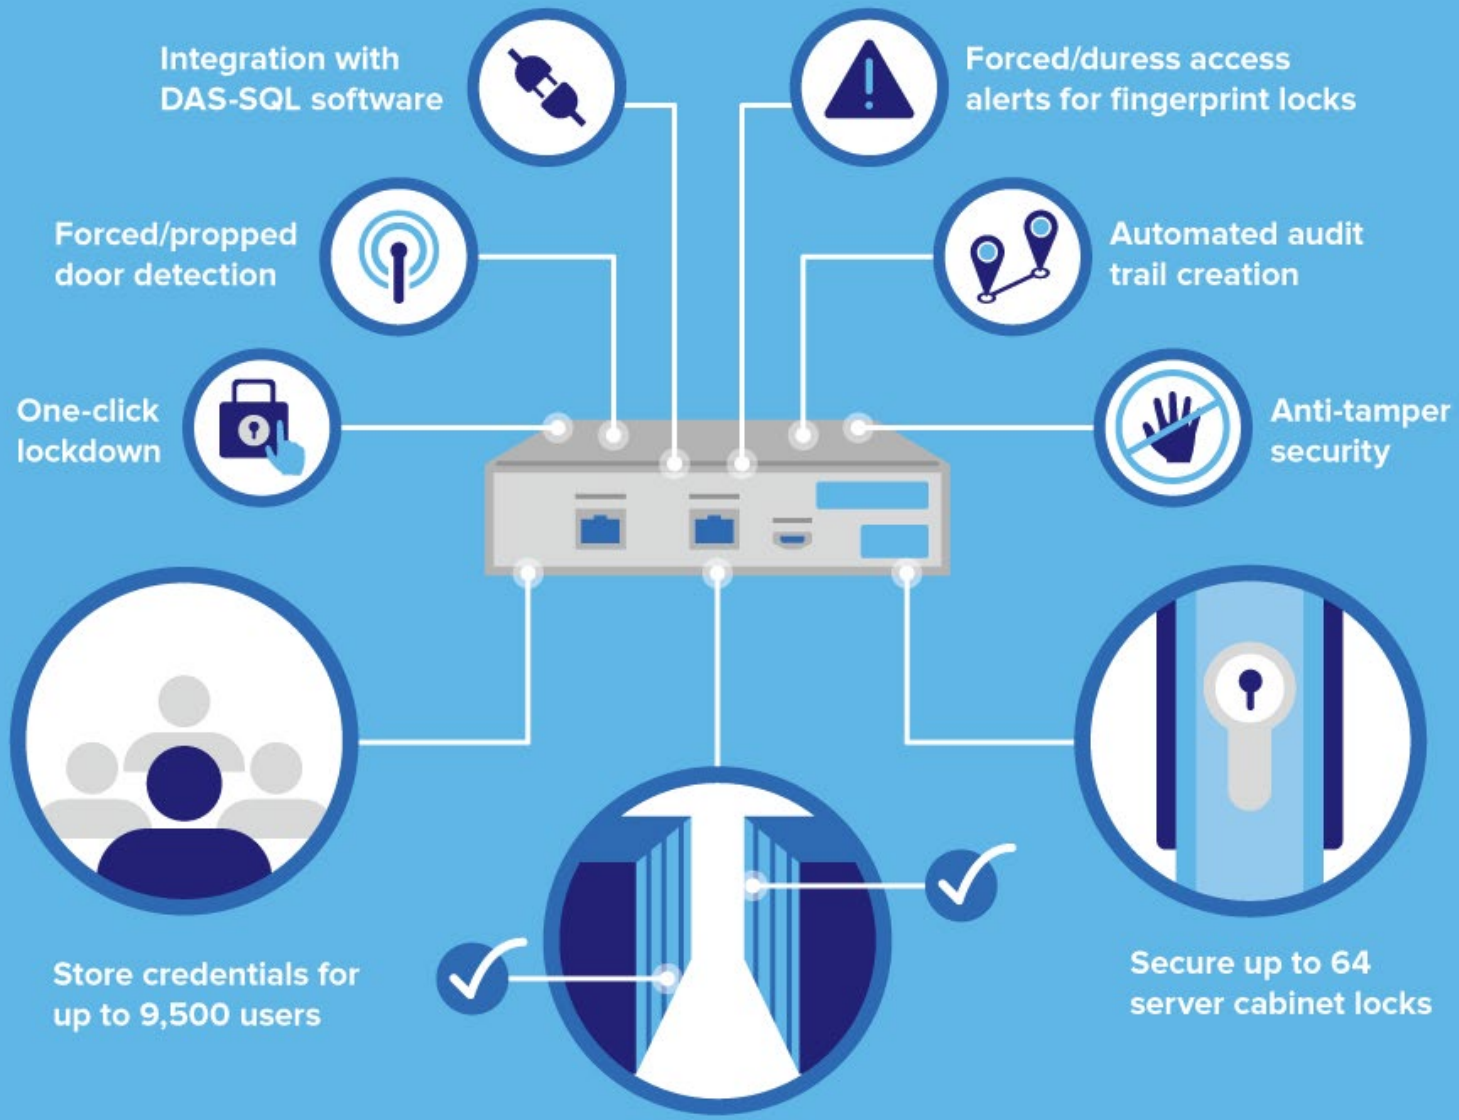 Integration with
DAS-SQL software
Forced/duress access
alerts for fingerprint locks
Forced/propped
door detection
Automated audit
trail creation
One-click
lockdown
Anti-tamper
security
Store credentials for
up to 9,500 users
Secure up to 64
server cabinet locks